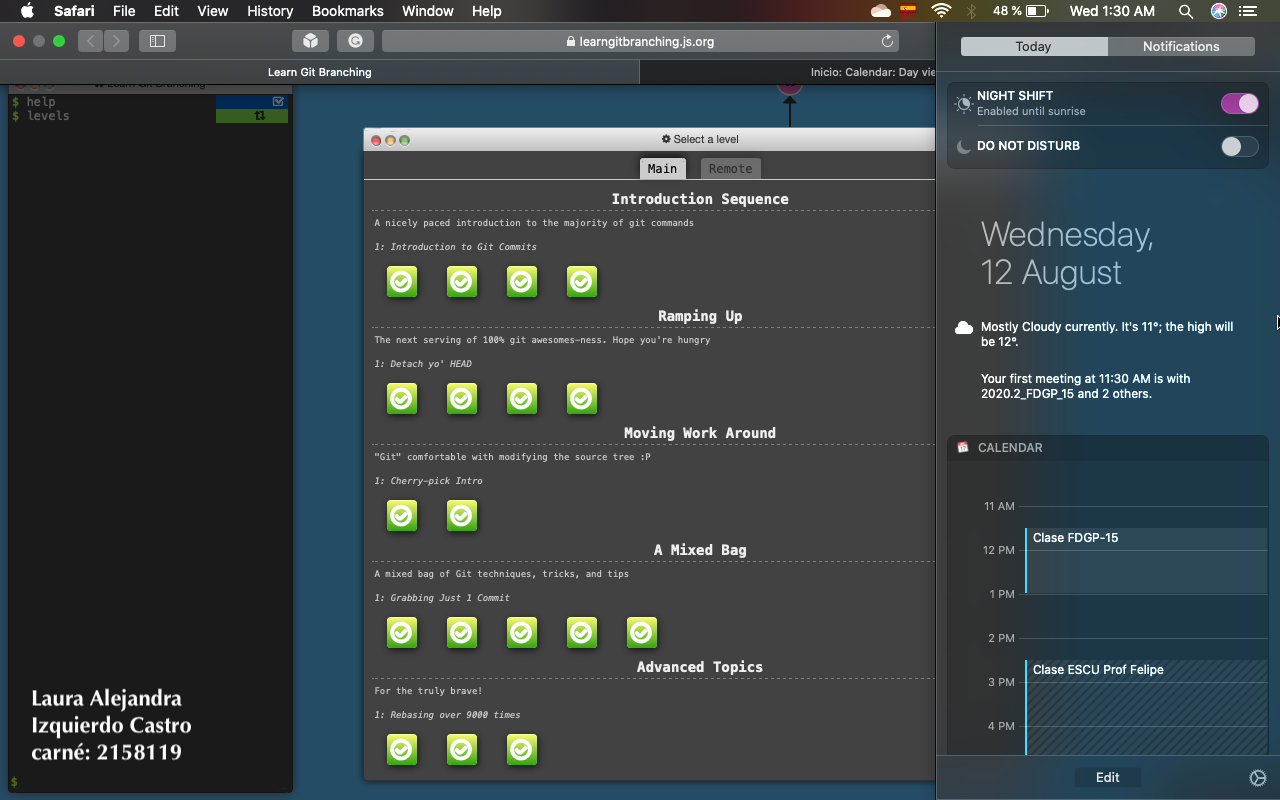 Safari File Edit View History Bookmarks Window Help 48 % Wed 1:30 AM
learngitbranching.js.org
Learn Git Branching
Inicio: Calendar: Day vie
Learn Git Branching
$ help
$ levels
Laura Alejandra
Izquierdo Castro
carné: 2158119
$
Select a level
Main Remote
Introduction Sequence
A nicely paced introduction to the majority of git commands
1: Introduction to Git Commits
Ramping Up
The next serving of 100% git awesomes-ness. Hope you're hungry
1: Detach yo' HEAD
Moving Work Around
"Git" comfortable with modifying the source tree :P
1: Cherry-pick Intro
A Mixed Bag
A mixed bag of Git techniques, tricks, and tips
1: Grabbing Just 1 Commit
Advanced Topics
For the truly brave!
1: Rebasing over 9000 times
Today Notifications
NIGHT SHIFT
Enabled until sunrise
DO NOT DISTURB
Wednesday,
12 August
Mostly Cloudy currently. It's 11°; the high will
be 12°.
Your first meeting at 11:30 AM is with
2020.2_FDGP_15 and 2 others.
CALENDAR
11 AM
Clase FDGP-15
12 PM
1 PM
2 PM
Clase ESCU Prof Felipe
3 PM
4 PM
Edit